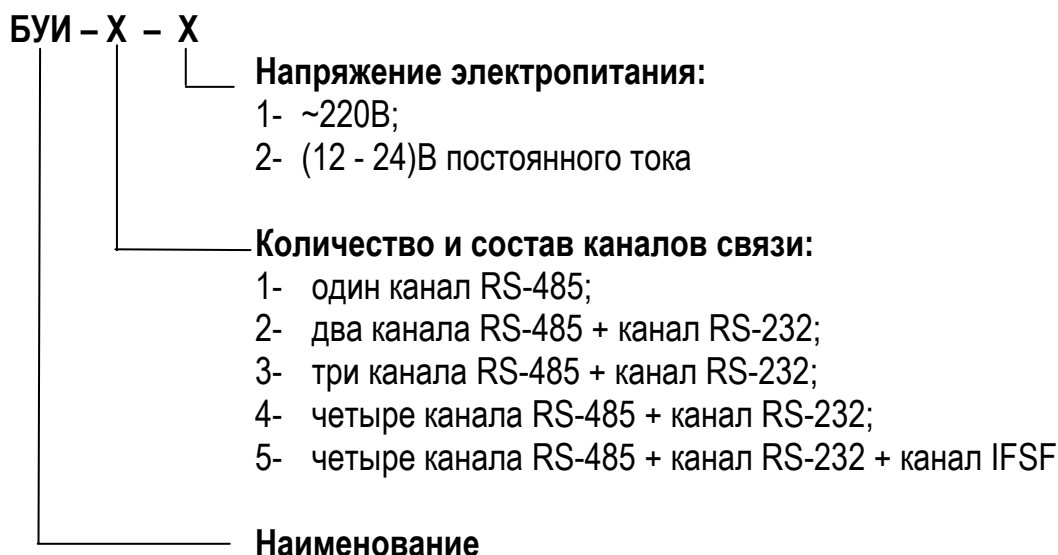 БУИ – Х – Х
Напряжение электропитания:
1- ~220В;
2- (12 - 24)В постоянного тока
Количество и состав каналов связи:
1- один канал RS-485;
2- два канала RS-485 + канал RS-232;
3- три канала RS-485 + канал RS-232;
4- четыре канала RS-485 + канал RS-232;
5- четыре канала RS-485 + канал RS-232 + канал IFSF
Наименование